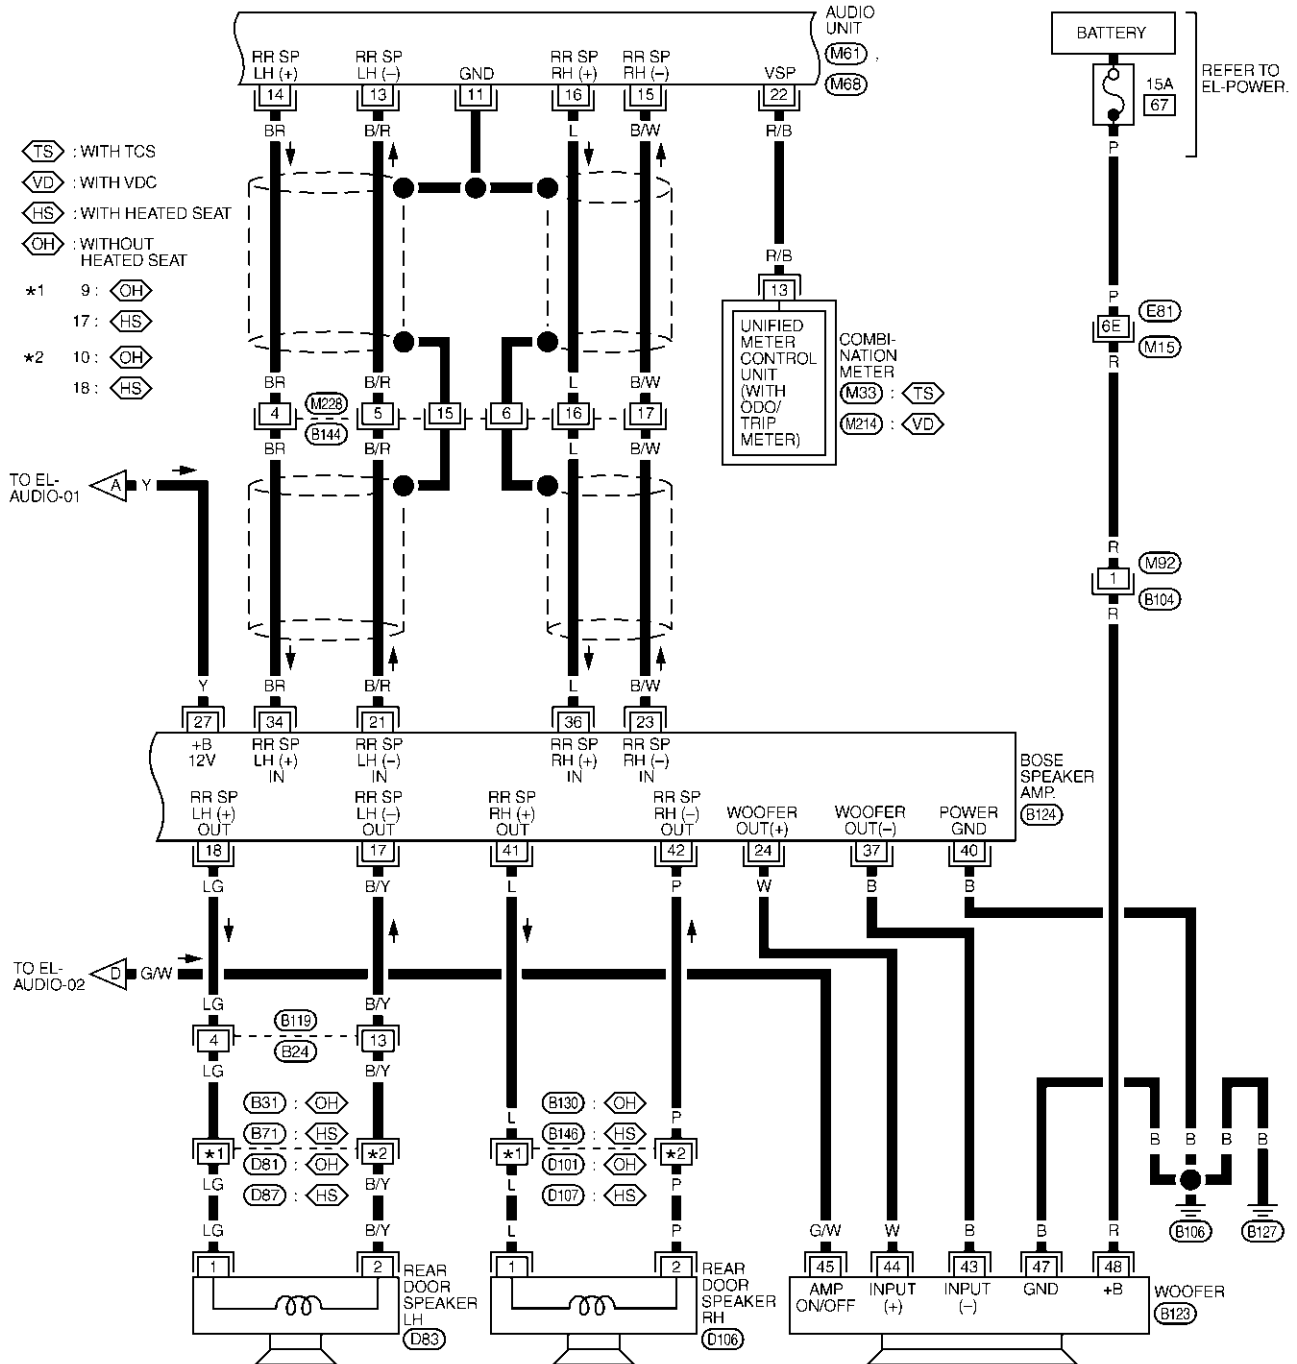 AUDIO
UNIT
M61 ,
M68
RR SP
LH (+)
RR SP
LH (–)
GND
RR SP
RH (+)
RR SP
RH (–)
VSP
14
13
11
16
15
22
BR
B/R
L
B/W
R/B
BATTERY
15A
67
REFER TO
EL-POWER.
P
TS : WITH TCS
VD : WITH VDC
HS : WITH HEATED SEAT
OH : WITHOUT
HEATED SEAT
*1 9 : OH
17 : HS
*2 10 : OH
18 : HS
R/B
13
UNIFIED
METER
CONTROL
UNIT
(WITH
ODO/
TRIP
METER)
COMBI-
NATION
METER
M33 : TS
M214 : VD
P
6E
E81
M15
R
BR
B/R
L
B/W
4
M228
B144
5
15
6
16
17
BR
B/R
L
B/W
TO EL-
AUDIO-01
A
Y
R
1
M92
B104
R
Y
BR
B/R
L
B/W
27
34
21
36
23
+B
12V
RR SP
LH (+)
IN
RR SP
LH (–)
IN
RR SP
RH (+)
IN
RR SP
RH (–)
IN
BOSE
SPEAKER
AMP.
B124
RR SP
LH (+)
OUT
RR SP
LH (–)
OUT
RR SP
RH (+)
OUT
RR SP
RH (–)
OUT
WOOFER
OUT(+)
WOOFER
OUT(–)
POWER
GND
18
17
41
42
24
37
40
LG
B/Y
L
P
W
B
B
TO EL-
AUDIO-02
D
G/W
LG
B/Y
4
B119
B24
13
LG
B/Y
B31 : OH
B71 : HS
D81 : OH
D87 : HS
*1
*2
LG
B/Y
LG
B/Y
B130 : OH
B146 : HS
D101 : OH
D107 : HS
L
P
*1
*2
L
P
L
P
B
B
B
B
B106
B127
G/W
W
B
B
R
1
2
REAR
DOOR
SPEAKER
LH
D83
1
2
REAR
DOOR
SPEAKER
RH
D106
45
44
43
47
48
AMP
ON/OFF
INPUT
(+)
INPUT
(–)
GND
+B
WOOFER
B123